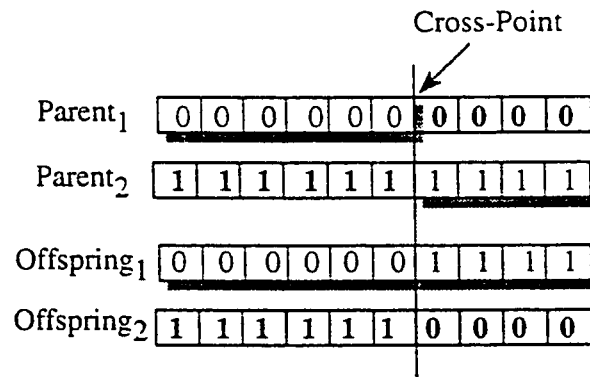 Cross-Point
Parent1 0 0 0 0 0 0 0 0 0 0
Parent2 1 1 1 1 1 1 1 1 1 1
Offspring1 0 0 0 0 0 0 1 1 1 1
Offspring2 1 1 1 1 1 1 0 0 0 0